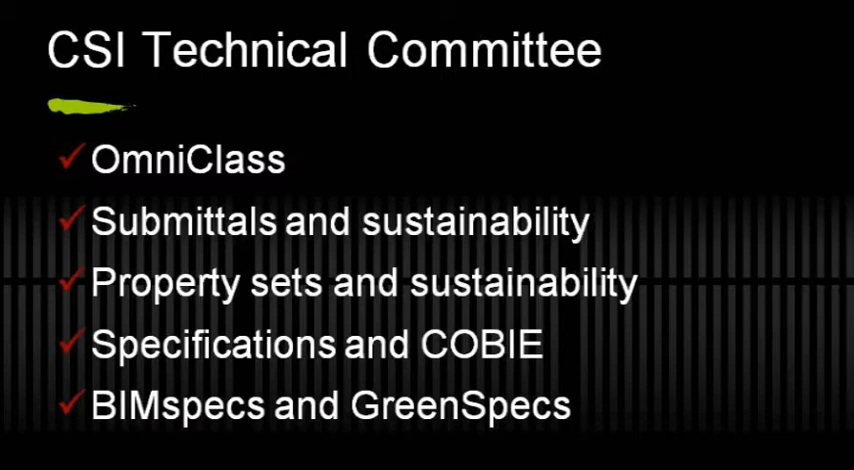 CSI Technical Committee
OmniClass
Submittals and sustainability
Property sets and sustainability
Specifications and COBIE
BIMspecs and GreenSpecs